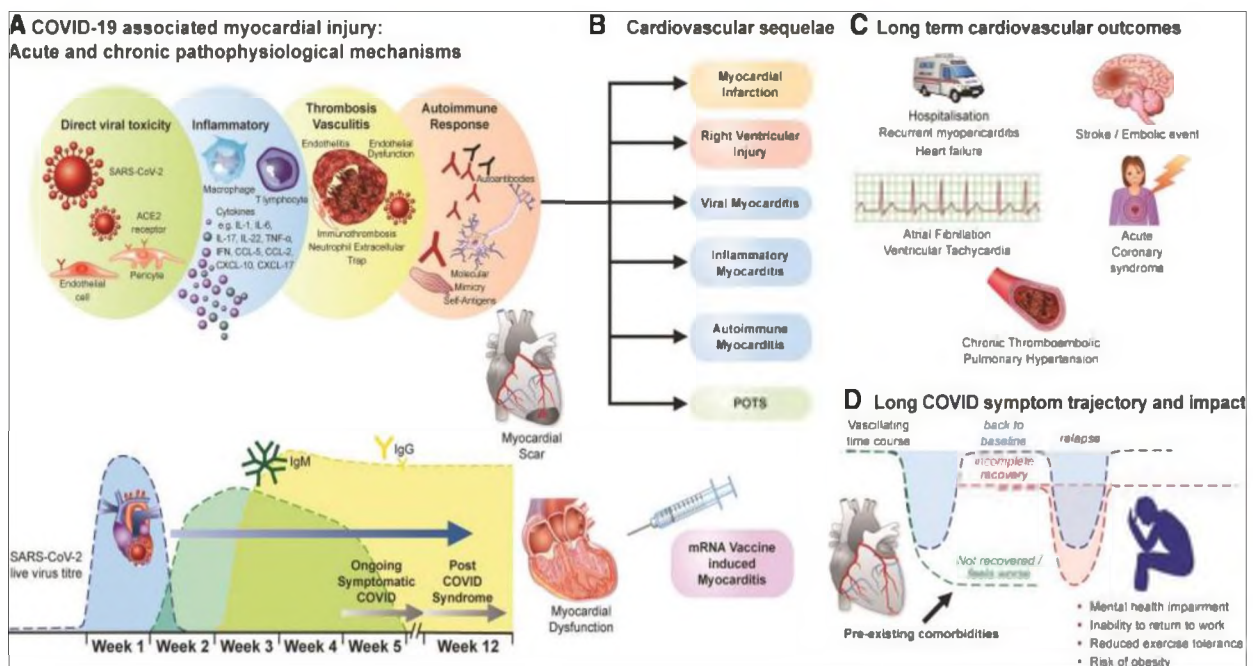 A COVID-19 associated myocardial injury:
Acute and chronic pathophysiological mechanisms
Direct viral toxicity
SARS-CoV-2
ACE2
receptor
Pericyte
Endothelial
cell
Inflammatory
Macrophage
T lymphocyte
Cytokines
e.g. IL-1, IL-6,
IL-17, IL-22, TNF-α,
IFN, CCL-5, CCL-2,
CXCL-10, CXCL-17
Thrombosis
Vasculitis
Endothelitis
Endothelial
Dysfunction
Immunothrombosis
Neutrophil Extracellular
Trap
Autoimmune
Response
Autoantibodies
Molecular
Mimicry
Self-Antigens
Myocardial
Scar
SARS-CoV-2
live virus titre
IgM
IgG
Ongoing
Symptomatic
COVID
Post
COVID
Syndrome
Week 1
Week 2
Week 3
Week 4
Week 5
Week 12
Myocardial
Dysfunction
B Cardiovascular sequelae
Myocardial
Infarction
Right Ventricular
Injury
Viral Myocarditis
Inflammatory
Myocarditis
Autoimmune
Myocarditis
POTS
mRNA Vaccine
induced
Myocarditis
C Long term cardiovascular outcomes
Hospitalisation
Recurrent myopericarditis
Heart failure
Stroke / Embolic event
Atrial Fibrillation
Ventricular Tachycardia
Acute
Coronary
syndrome
Chronic Thromboembolic
Pulmonary Hypertension
D Long COVID symptom trajectory and impact
Vascillating
time course
back to
baseline
relapse
incomplete
recovery
Not recovered /
feels worse
Pre-existing comorbidities
• Mental health impairment
• Inability to return to work
• Reduced exercise tolerance
• Risk of obesity